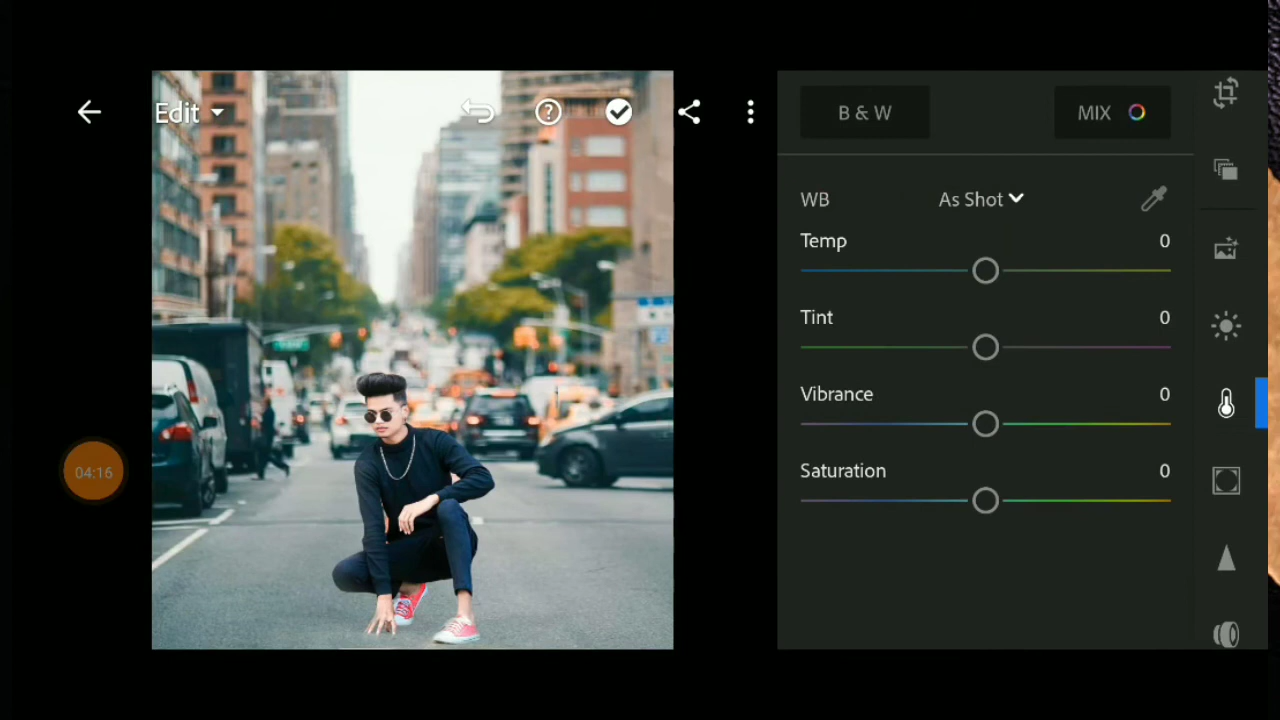 Edit
B & W
MIX
WB
As Shot
Temp
0
Tint
0
Vibrance
0
Saturation
0
04:16